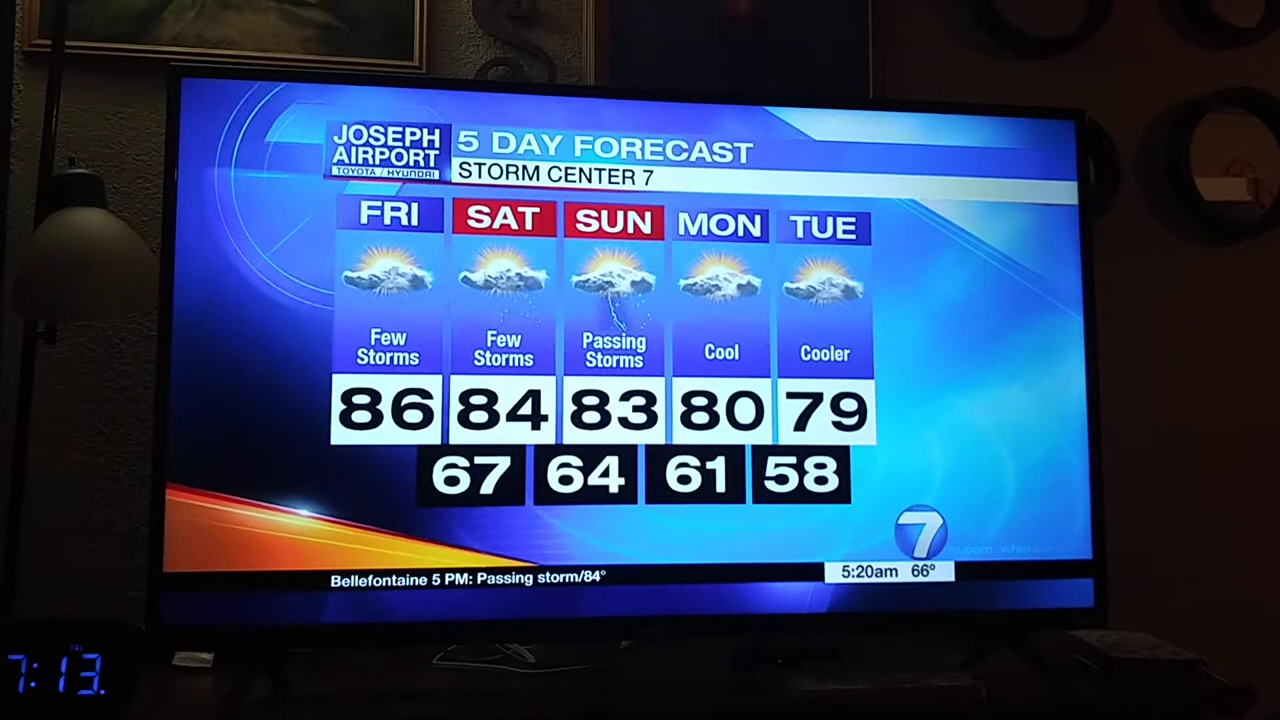 JOSEPH
AIRPORT
TOYOTA / HYUNDAI
5 DAY FORECAST
STORM CENTER 7
FRI SAT SUN MON TUE
Few Storms
Few Storms
Passing Storms
Cool
Cooler
86 84 83 80 79
67 64 61 58
7
Bellefontaine 5 PM: Passing storm/84°
5:20am 66°
7:13